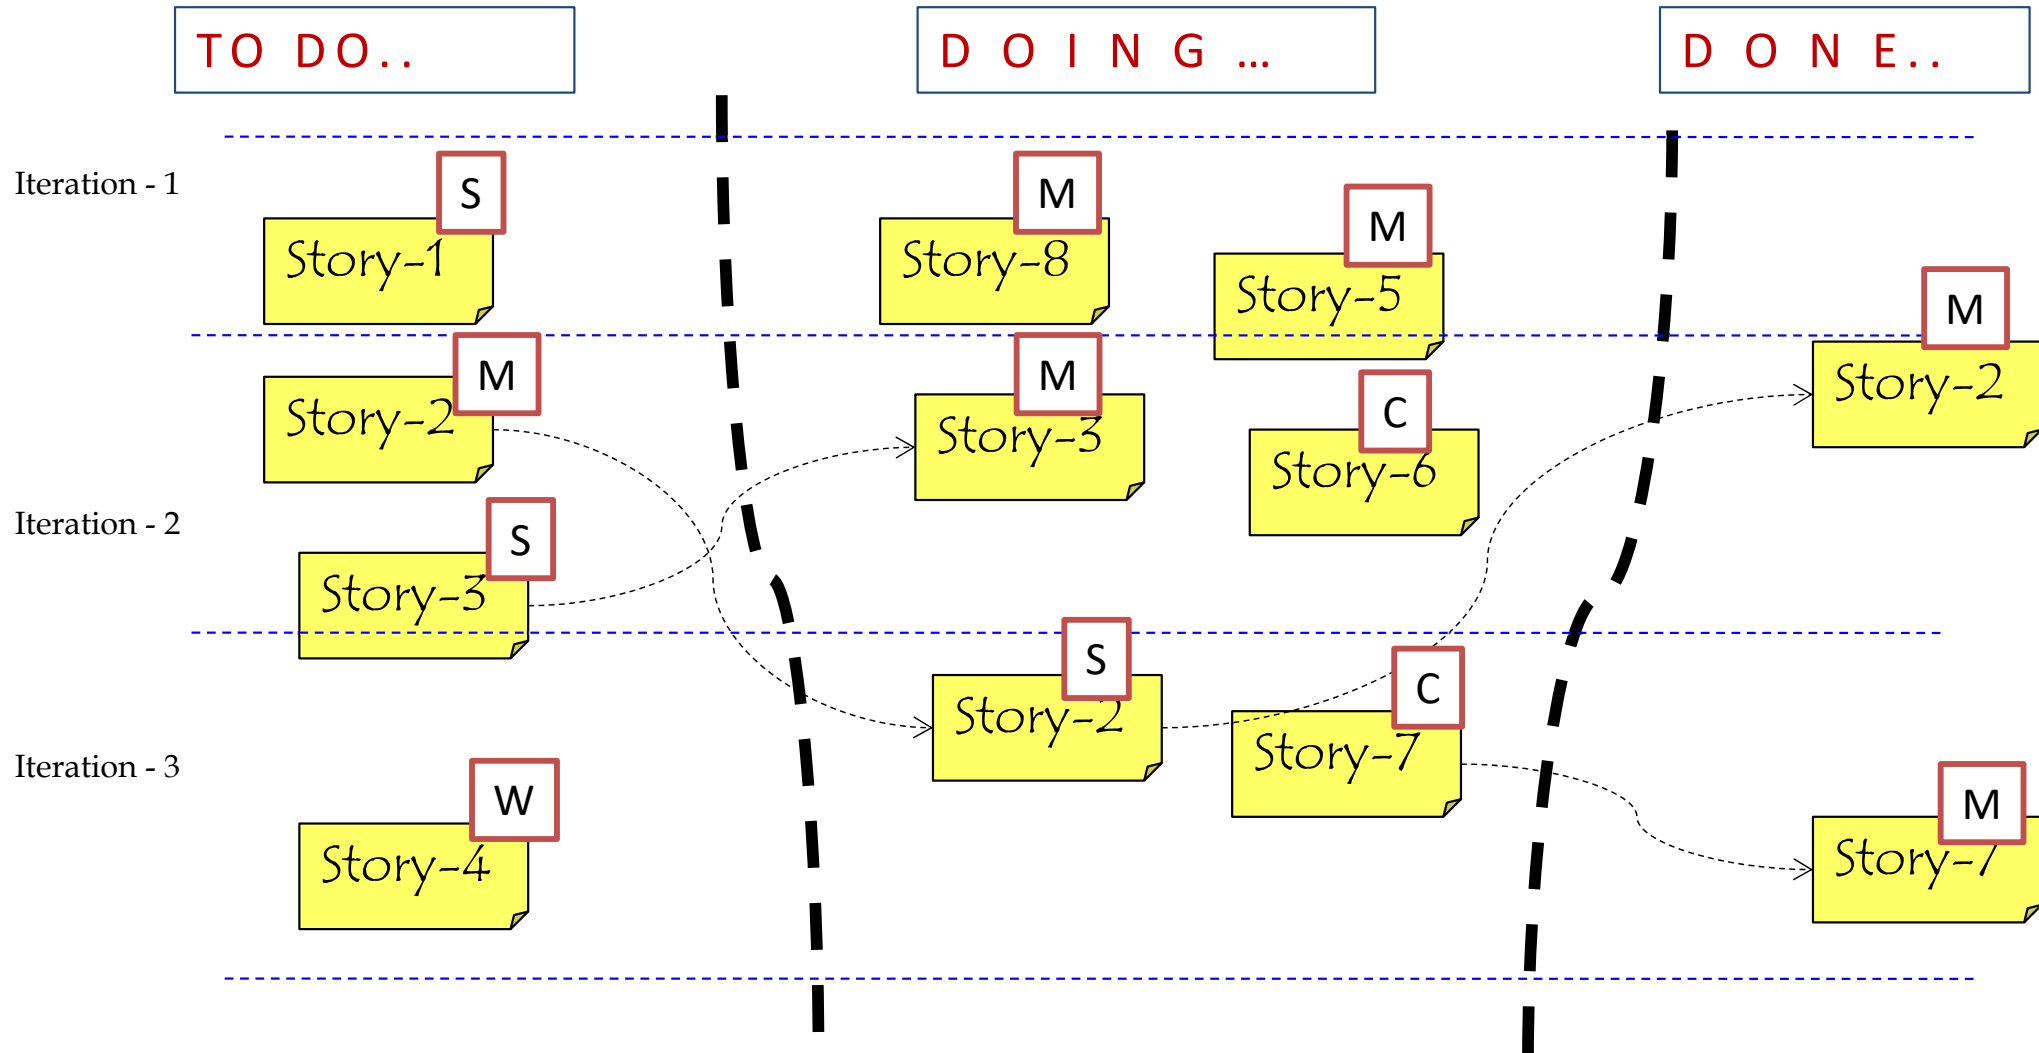 TO DO..
D O I N G ...
D O N E..
Iteration - 1
S
Story-1
M
Story-8
M
Story-5
M
Story-2
M
Story-2
M
Story-3
C
Story-6
Iteration - 2
S
Story-3
S
Story-2
C
Story-7
Iteration - 3
W
Story-4
M
Story-7